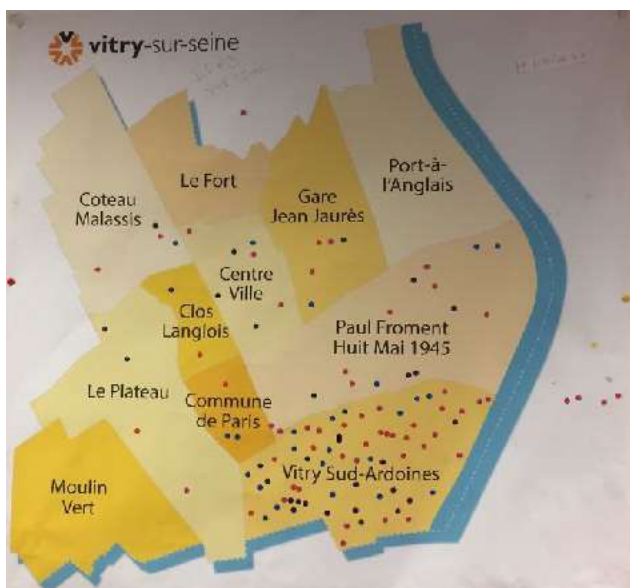 vitry-sur-seine
Le Fort
Port-à-
l'Anglais
Coteau
Malassis
Gare
Jean Jaurès
Centre
Ville
Clos
Langlois
Paul Froment
Huit Mai 1945
Le Plateau
Commune
de Paris
Vitry Sud-Ardoines
Moulin
Vert